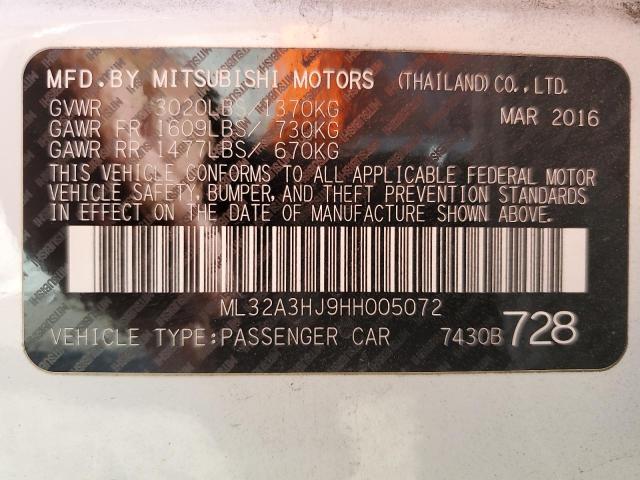 MFD.BY MITSUBISHI MOTORS (THAILAND)CO.,LTD.
GVWR 3020LBS/1370KG MAR 2016
GAWR FR 1609LBS/ 730KG
GAWR RR 1477LBS/ 670KG
THIS VEHICLE CONFORMS TO ALL APPLICABLE FEDERAL MOTOR
VEHICLE SAFETY, BUMPER, AND THEFT PREVENTION STANDARDS
IN EFFECT ON THE DATE OF MANUFACTURE SHOWN ABOVE.
ML32A3HJ9HH005072
VEHICLE TYPE:PASSENGER CAR 7430B 728